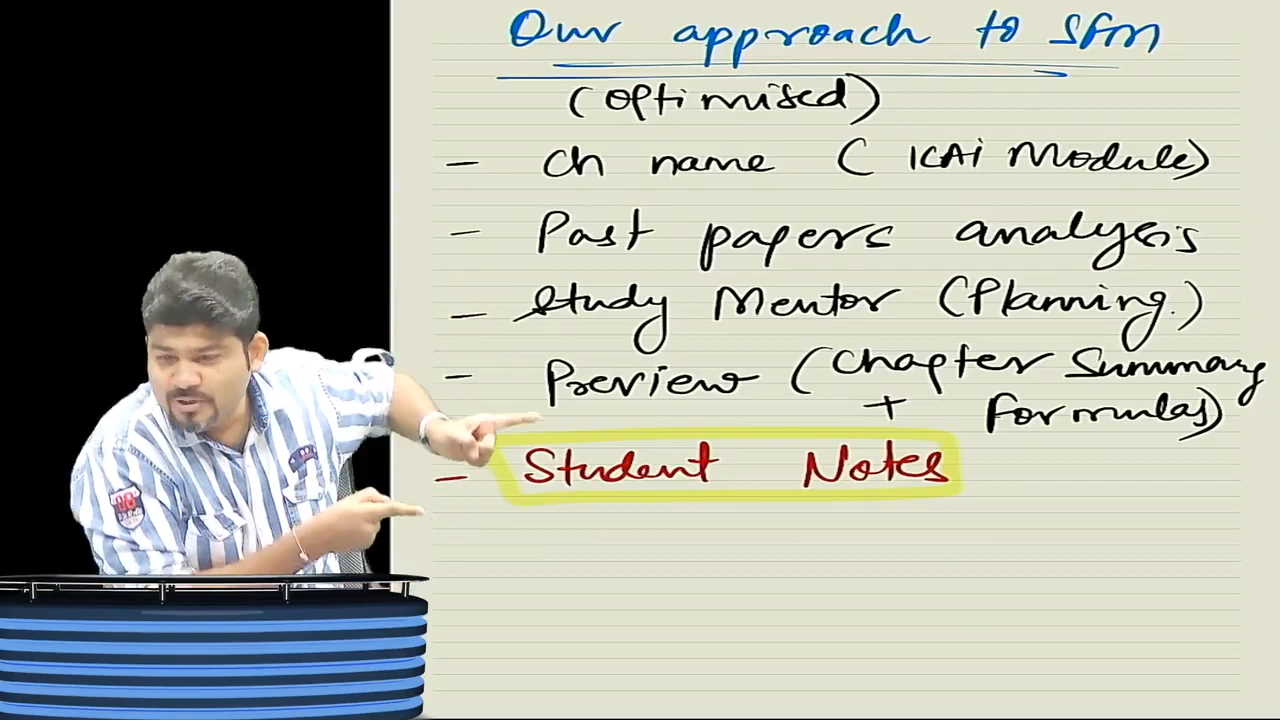 Our approach to SFM
(optimised)
- Ch name (ICAI Module)
- Past papers analysis
- Study Mentor (Planning.)
- Preview (Chapter Summary
+ Formulas)
- Student Notes